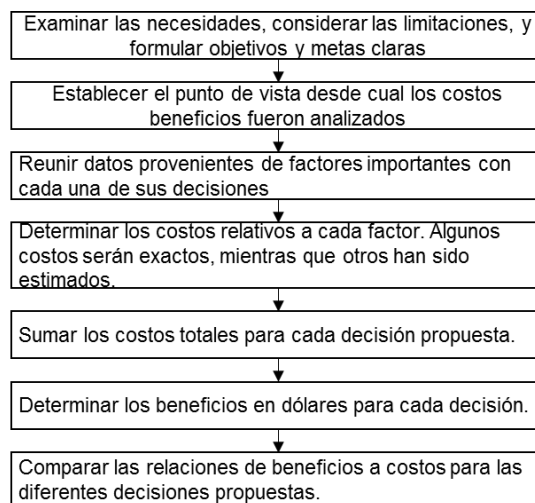 Examinar las necesidades, considerar las limitaciones, y
formular objetivos y metas claras
Establecer el punto de vista desde cual los costos
beneficios fueron analizados
Reunir datos provenientes de factores importantes con
cada una de sus decisiones
Determinar los costos relativos a cada factor. Algunos
costos serán exactos, mientras que otros han sido
estimados.
Sumar los costos totales para cada decisión propuesta.
Determinar los beneficios en dólares para cada decisión.
Comparar las relaciones de beneficios a costos para las
diferentes decisiones propuestas.